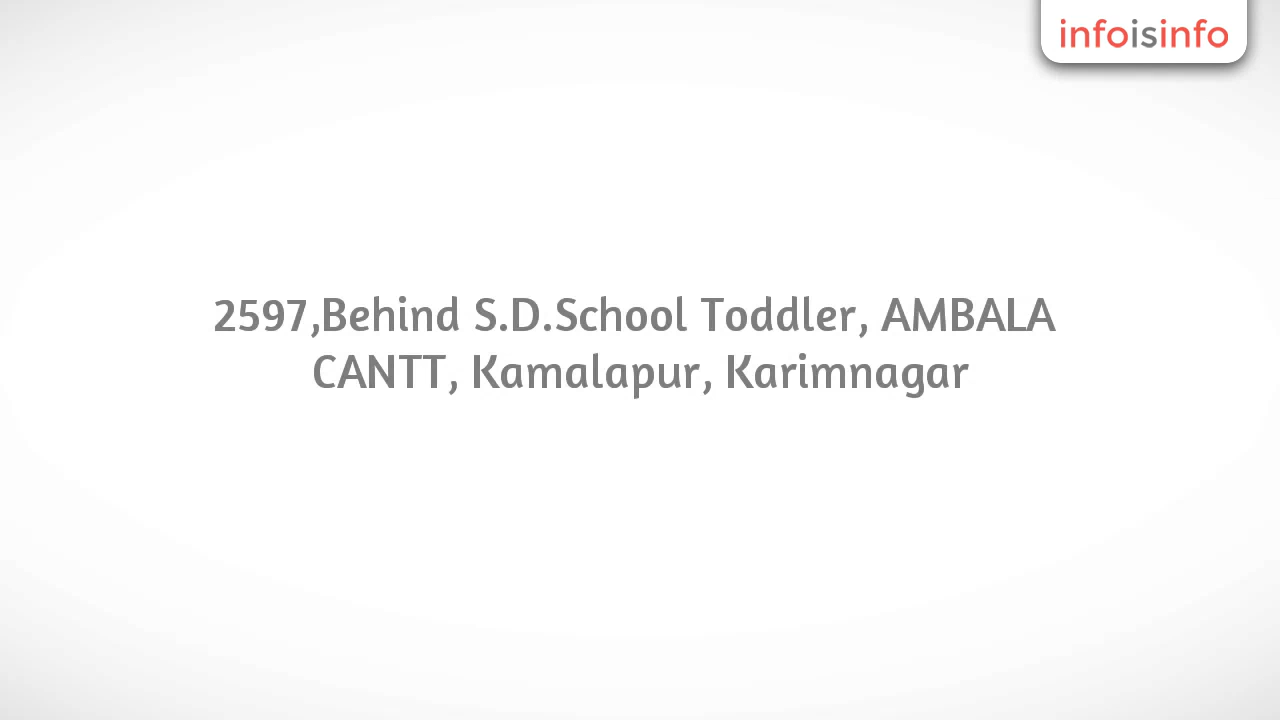 infoisinfo
2597,Behind S.D.School Toddler, AMBALA
CANTT, Kamalapur, Karimnagar